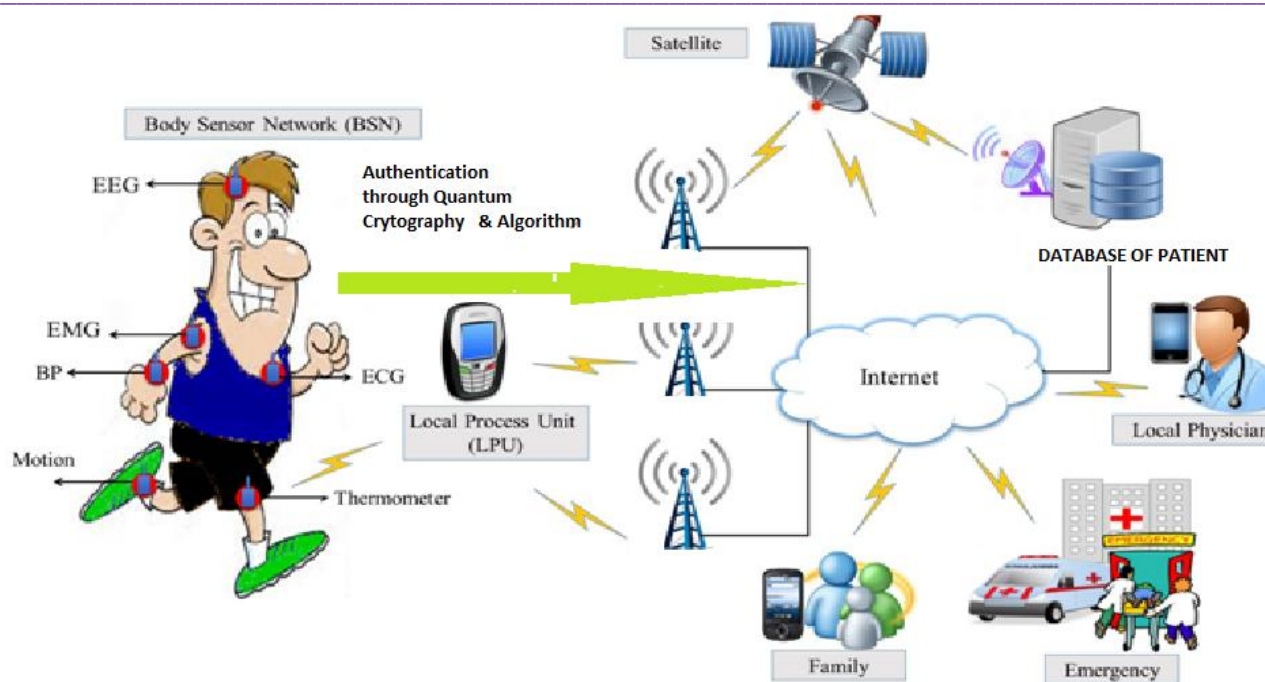 Satellite
Body Sensor Network (BSN)
EEG
Authentication
through Quantum
Crytography & Algorithm
DATABASE OF PATIENT
EMG
BP
ECG
Internet
Local Process Unit
(LPU)
Local Physician
Motion
Thermometer
EMERGENCY
AMBULANCE
Family
Emergency